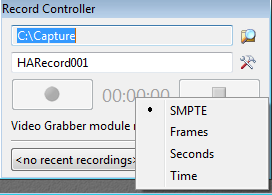 Record Controller
C:\Capture
HARecord001
00:00:00
Video Grabber module
SMPTE
Frames
Seconds
Time
<no recent recordings>